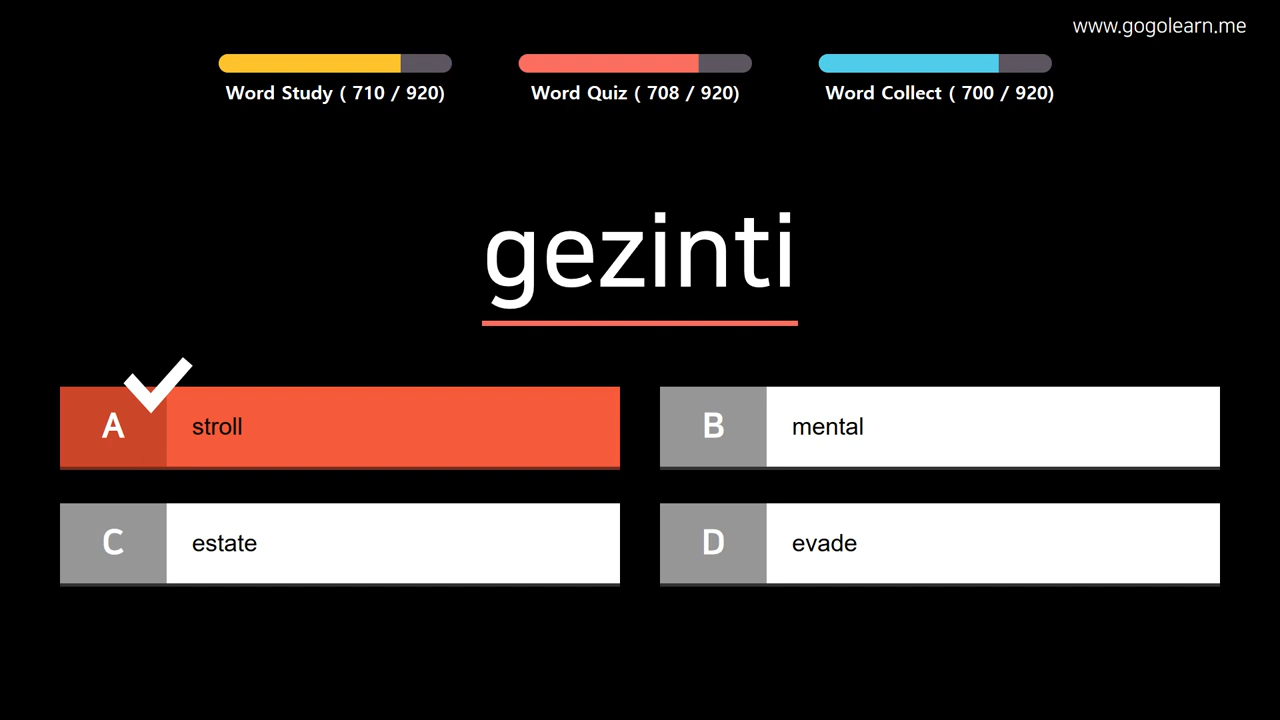 www.gogolearn.me
Word Study ( 710 / 920)
Word Quiz ( 708 / 920)
Word Collect ( 700 / 920)
gezinti
A stroll
B mental
C estate
D evade